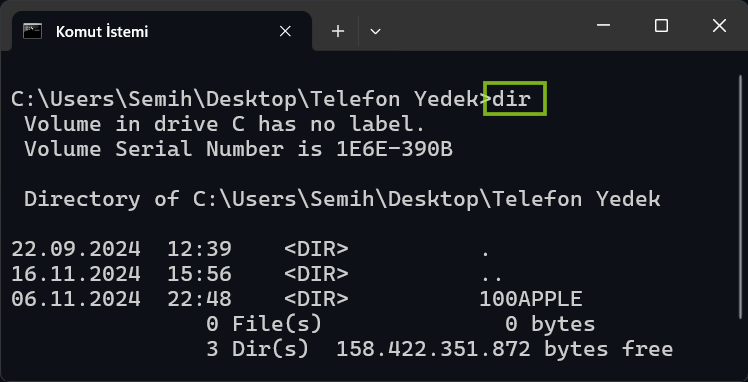 Komut İstemi
C:\Users\Semih\Desktop\Telefon Yedek>dir
Volume in drive C has no label.
Volume Serial Number is 1E6E-390B
Directory of C:\Users\Semih\Desktop\Telefon Yedek
22.09.2024  12:39    <DIR>          .
16.11.2024  15:56    <DIR>          ..
06.11.2024  22:48    <DIR>          100APPLE
0 File(s)              0 bytes
3 Dir(s)  158.422.351.872 bytes free